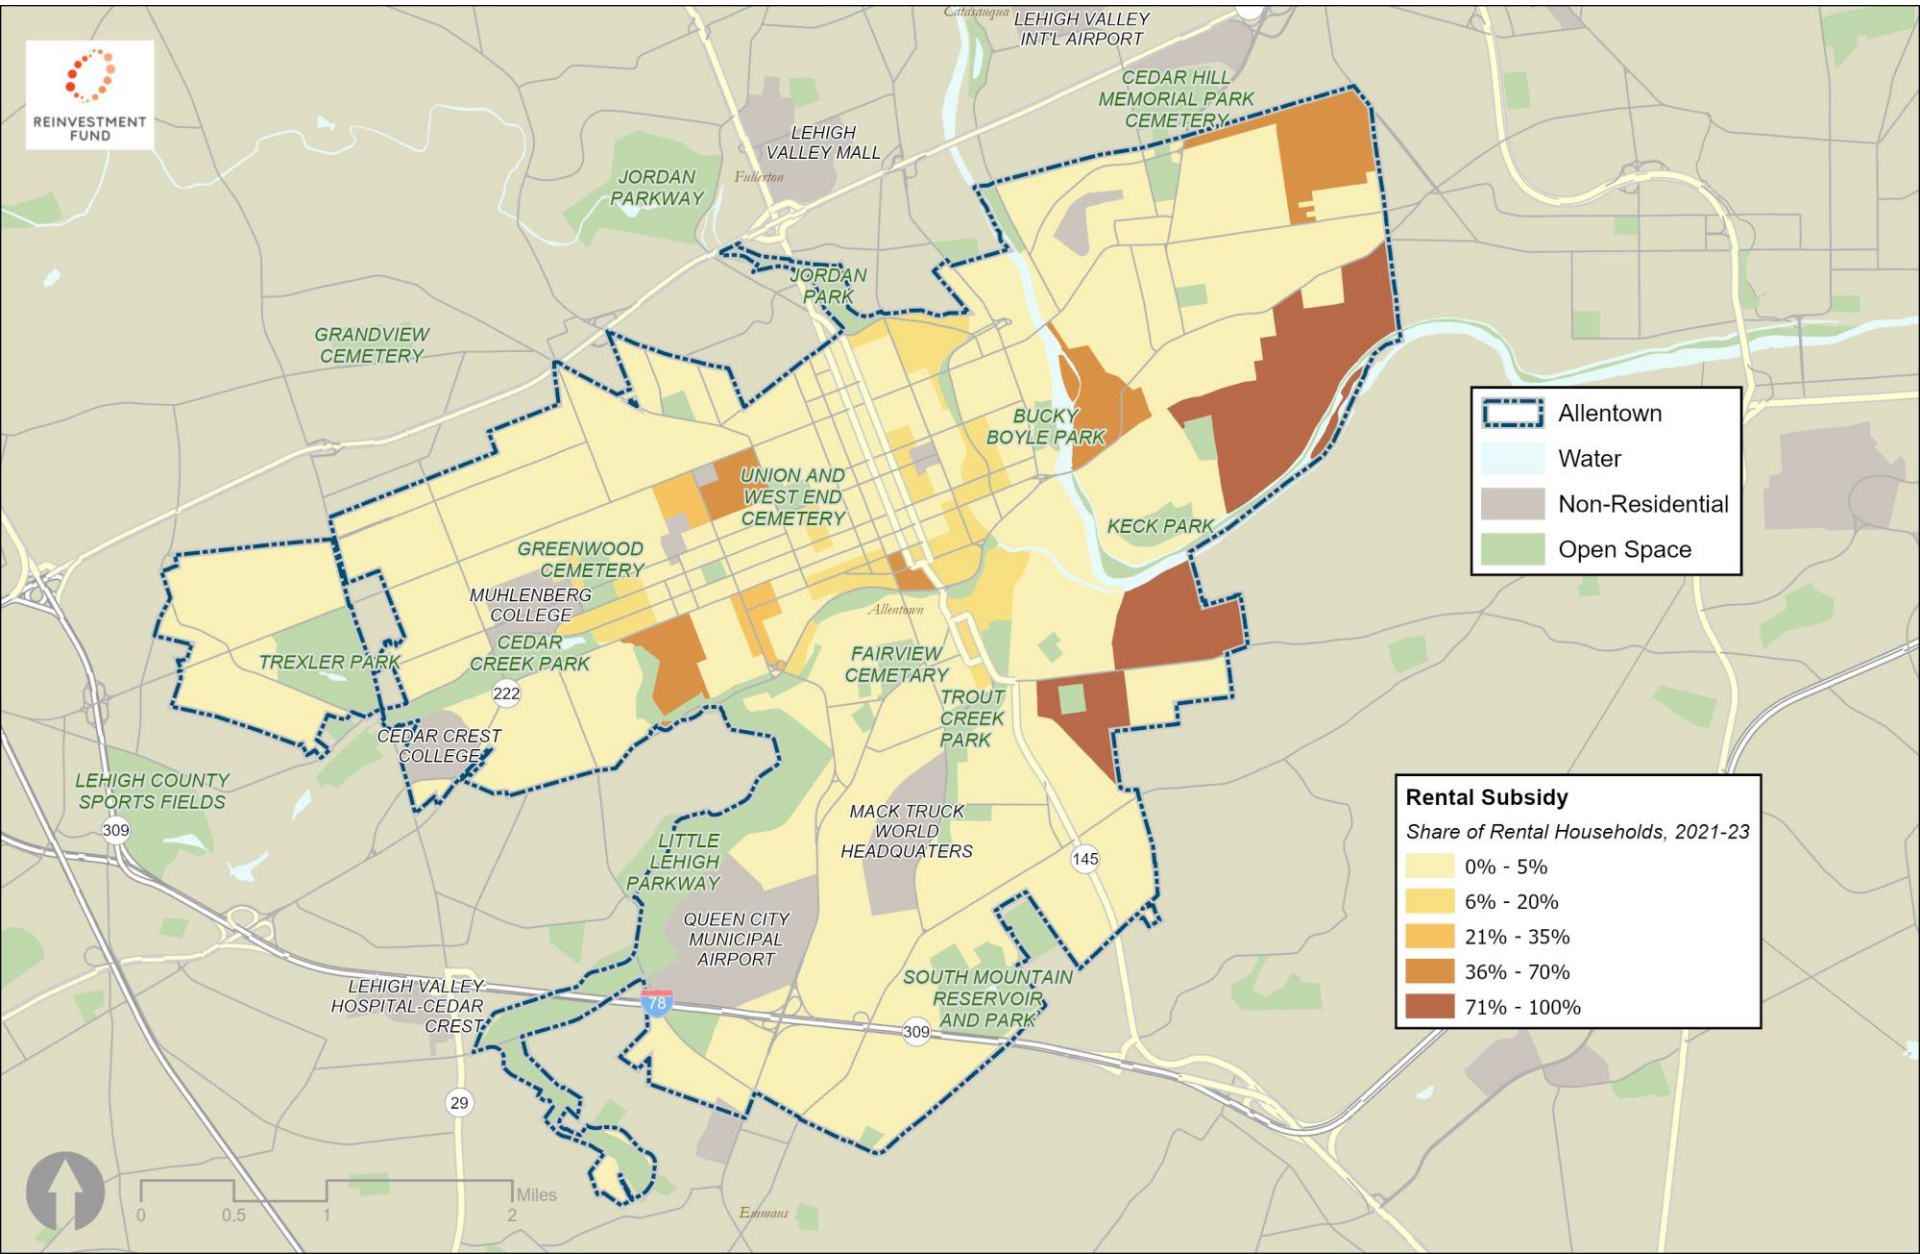 Catasauqua
LEHIGH VALLEY
INT'L AIRPORT
REINVESTMENT
FUND
CEDAR HILL
MEMORIAL PARK
CEMETERY
LEHIGH
VALLEY MALL
JORDAN
PARKWAY
Fullerton
JORDAN
PARK
GRANDVIEW
CEMETERY
BUCKY
BOYLE PARK
UNION AND
WEST END
CEMETERY
KECK PARK
GREENWOOD
CEMETERY
MUHLENBERG
COLLEGE
Allentown
CEDAR
CREEK PARK
TREXLER PARK
FAIRVIEW
CEMETARY
222
TROUT
CREEK
PARK
CEDAR CREST
COLLEGE
LEHIGH COUNTY
SPORTS FIELDS
309
MACK TRUCK
WORLD
HEADQUATERS
LITTLE
LEHIGH
PARKWAY
145
QUEEN CITY
MUNICIPAL
AIRPORT
LEHIGH VALLEY
HOSPITAL-CEDAR
CREST
78
SOUTH MOUNTAIN
RESERVOIR
AND PARK
309
29
Emmaus
Miles
0 0.5 1 2
Allentown
Water
Non-Residential
Open Space
Rental Subsidy
Share of Rental Households, 2021-23
0% - 5%
6% - 20%
21% - 35%
36% - 70%
71% - 100%